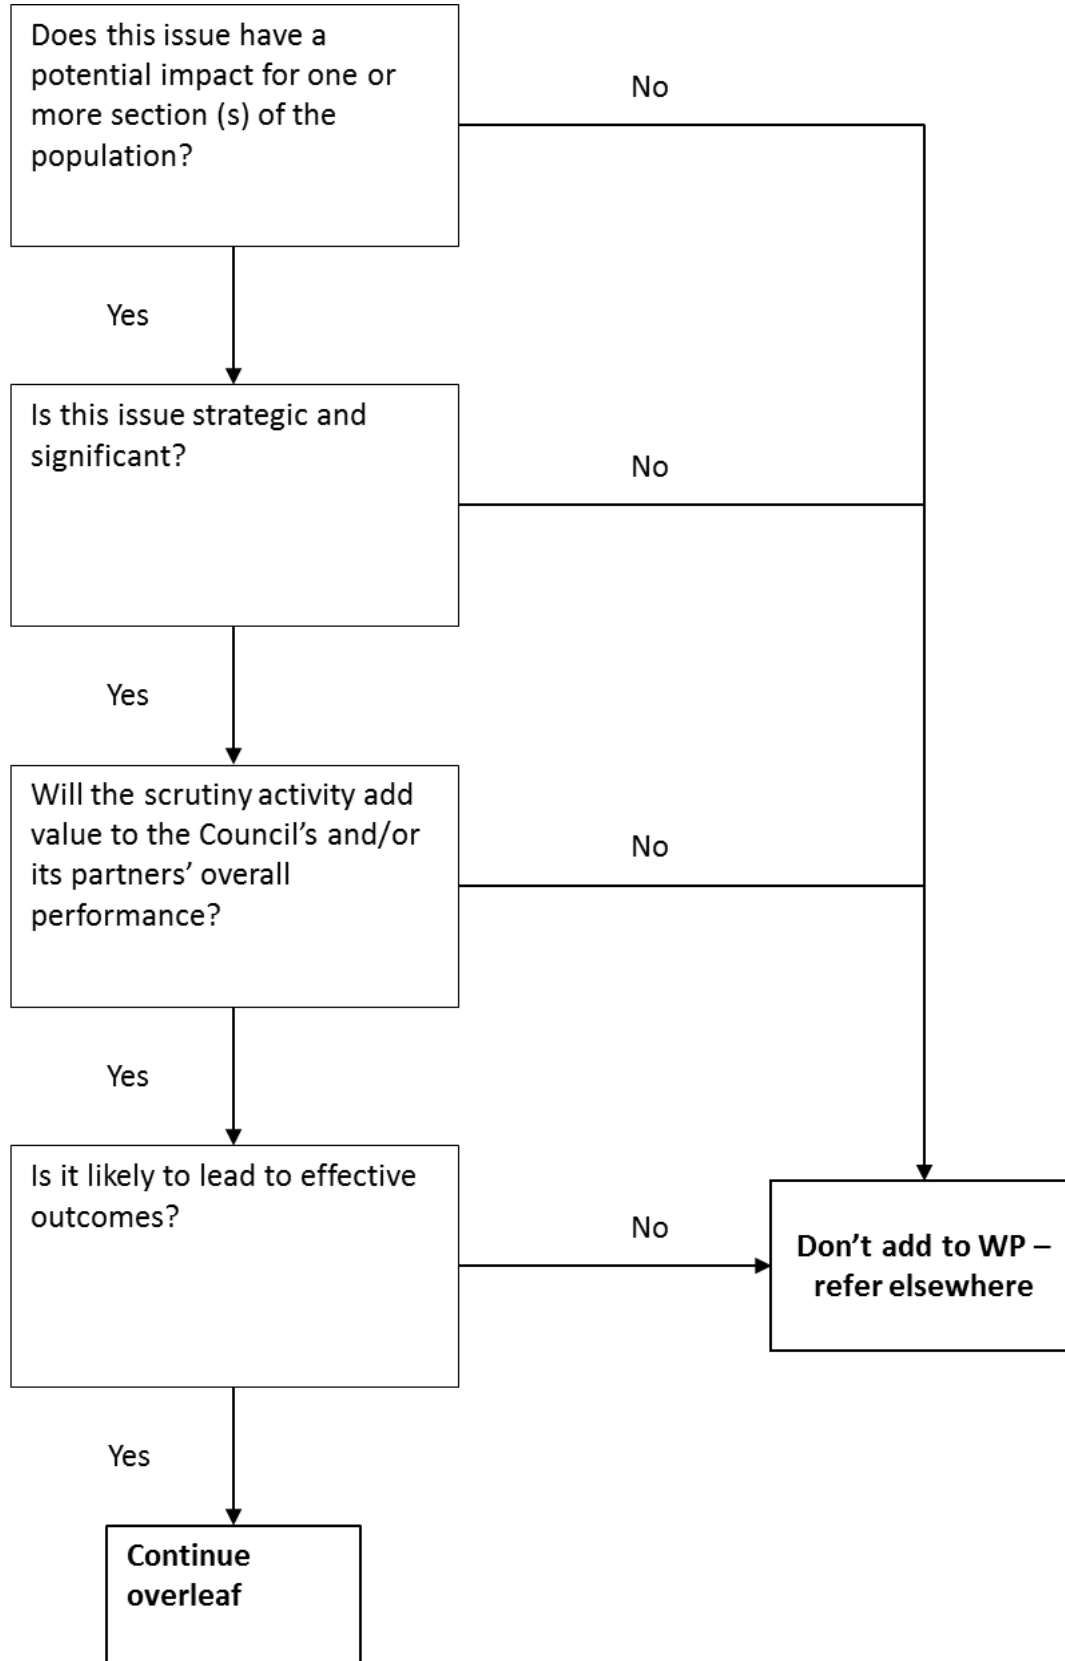 Does this issue have a
potential impact for one or
more section (s) of the
population?
No
Yes
Is this issue strategic and
significant?
No
Yes
Will the scrutiny activity add
value to the Council’s and/or
its partners’ overall
performance?
No
Yes
Is it likely to lead to effective
outcomes?
No
Don’t add to WP –
refer elsewhere
Yes
Continue
overleaf